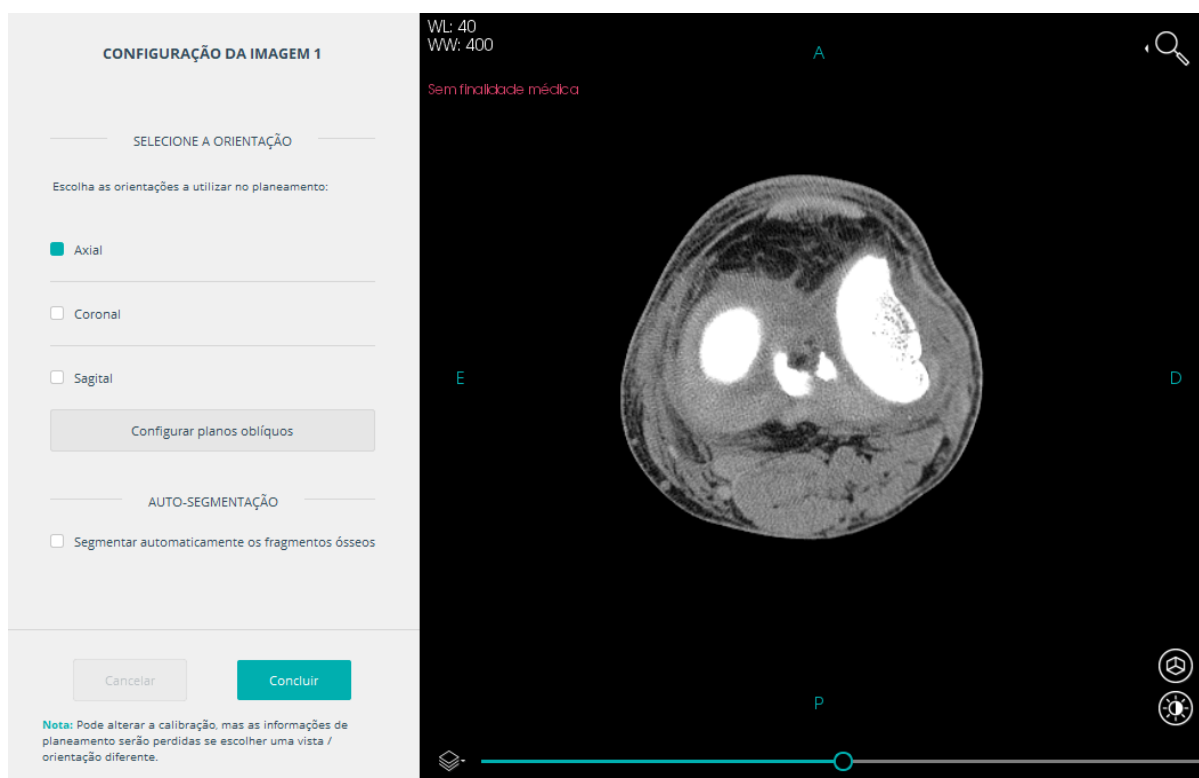 CONFIGURAÇÃO DA IMAGEM 1
SELECIONE A ORIENTAÇÃO
Escolha as orientações a utilizar no planeamento:
Axial
Coronal
Sagital
Configurar planos oblíquos
AUTO-SEGMENTAÇÃO
Segmentar automaticamente os fragmentos ósseos
Cancelar
Concluir
Nota: Pode alterar a calibração, mas as informações de
planeamento serão perdidas se escolher uma vista /
orientação diferente.
WL: 40
WW: 400
Sem finalidade médica
A
E
D
P